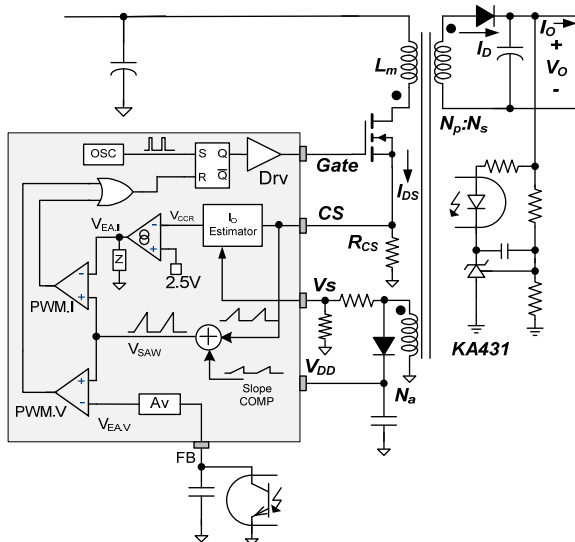 I_O
+
I_D
V_O
-
L_m
N_p:N_s
OSC
S Q
R Q̅
Drv
Gate
I_DS
V_EA.I
V_CCR
I_O
Estimator
CS
R_CS
-
+
Z
2.5V
-
+
PWM.I
Vs
V_SAW
+
KA431
Slope
COMP
V_DD
N_a
+
-
PWM.V
Av
V_EA.V
FB